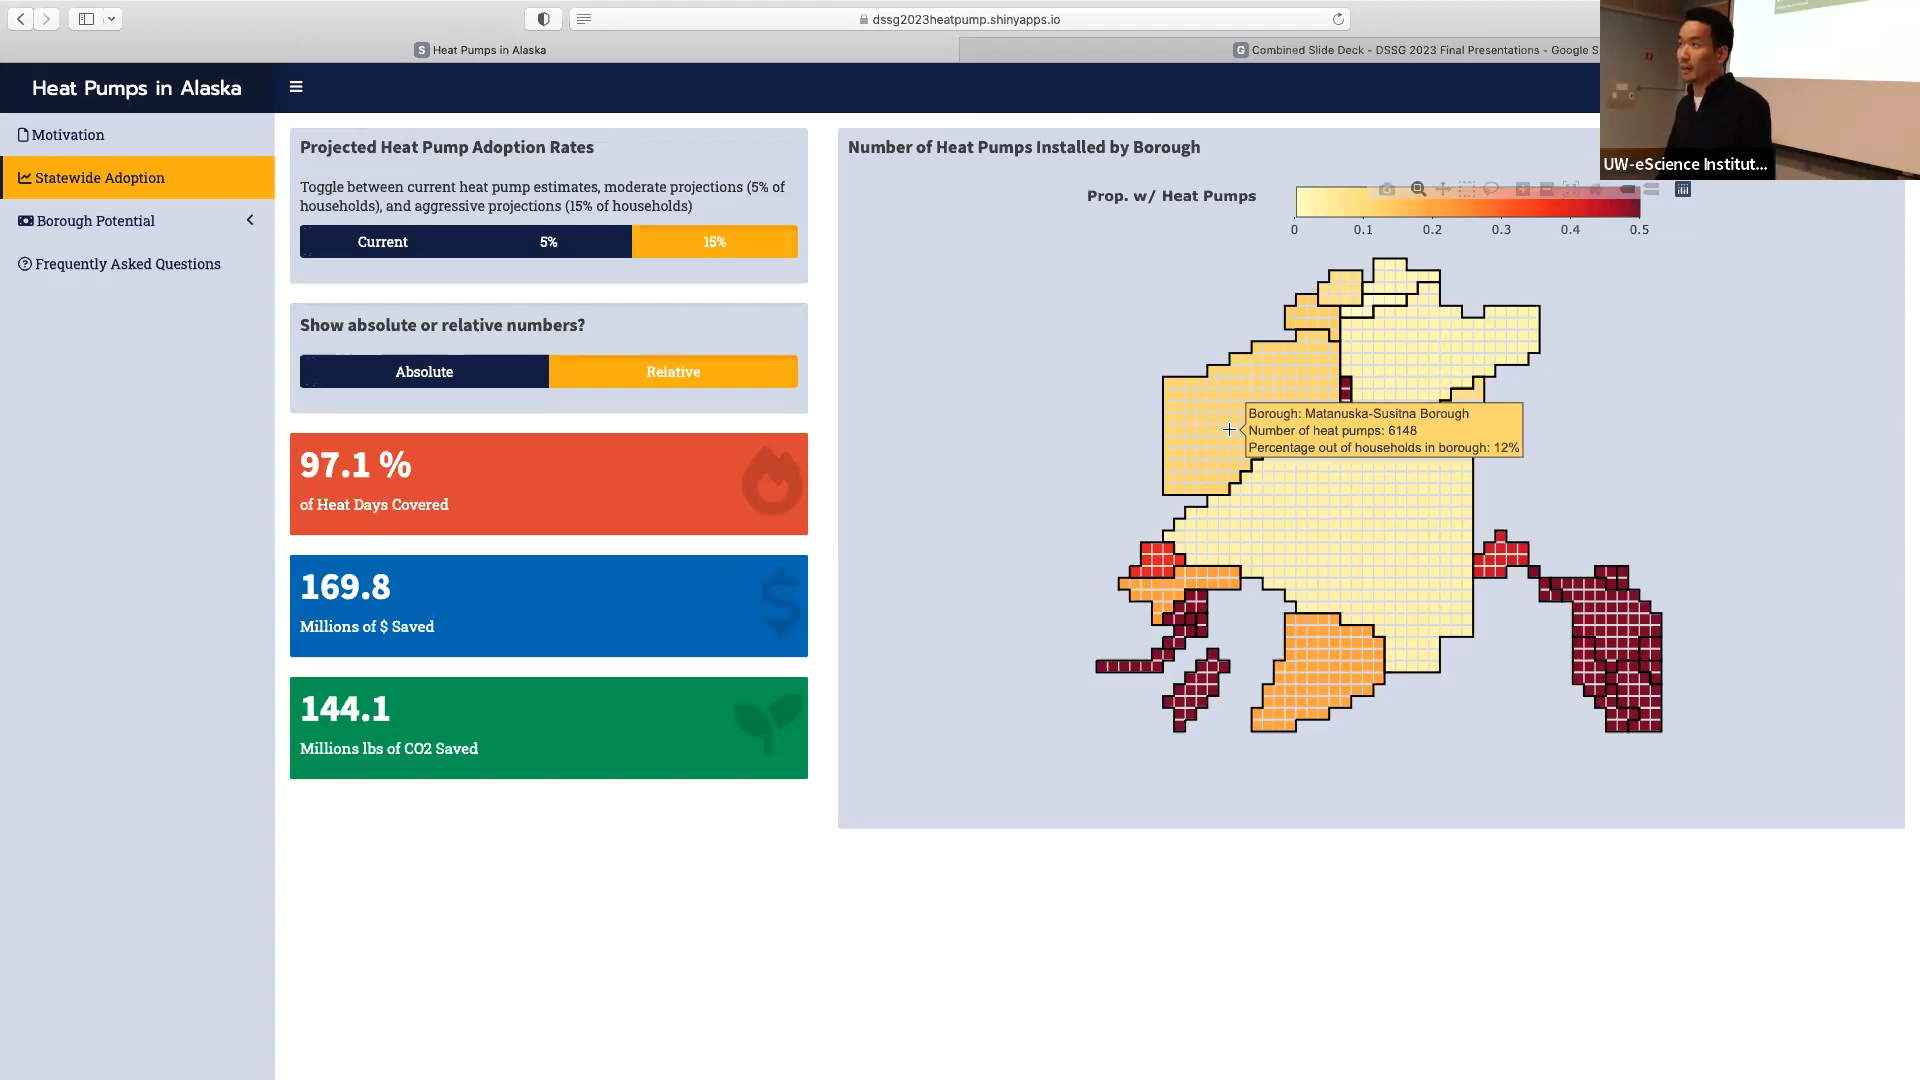 dssg2023heatpump.shinyapps.io
S Heat Pumps in Alaska
G Combined Slide Deck - DSSG 2023 Final Presentations - Google S
Heat Pumps in Alaska
Motivation
Statewide Adoption
Borough Potential
Frequently Asked Questions
Projected Heat Pump Adoption Rates
Toggle between current heat pump estimates, moderate projections (5% of
households), and aggressive projections (15% of households)
Current 5% 15%
Show absolute or relative numbers?
Absolute Relative
97.1 %
of Heat Days Covered
169.8
Millions of $ Saved
144.1
Millions lbs of CO2 Saved
Number of Heat Pumps Installed by Borough
Prop. w/ Heat Pumps
0 0.1 0.2 0.3 0.4 0.5
Borough: Matanuska-Susitna Borough
Number of heat pumps: 6148
Percentage out of households in borough: 12%
UW-eScience Institut...